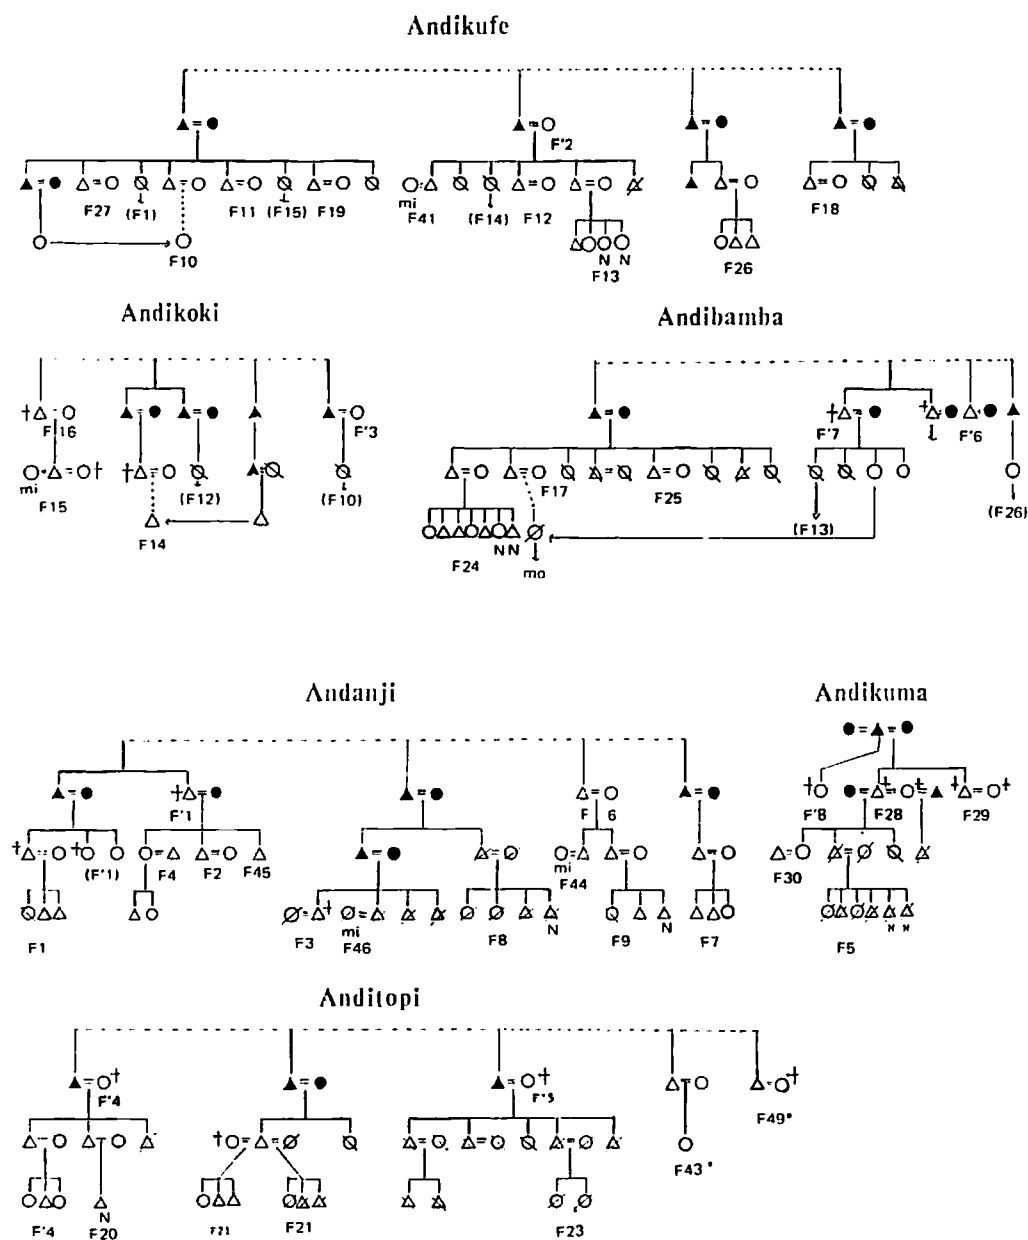 Andikufe
F'2
mi
F27 (F1) F11 (F15) F19 F41 (F14) F12 F18
F10 N N
F13 F26
Andikoki Andibamba
F16 F'3 F'7 F'6
mi
F15 (F12) (F10) F17 F25
F14 (F13) (F26)
F24 N N mo
Andanji Andikuma
F'1 F 6 F'8 F28 F29
(F'1) F4 F2 F45 mi
F44 F30
F3 mi
F46 F8 N F9 N F7 F5 N N
F1
Anditopi
F'4 F'5 F49°
F43°
F'4 N
F20 F21 F21 F23